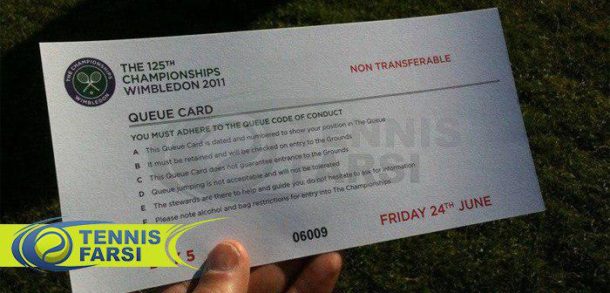 THE CHAMPIONSHIPS
WIMBLEDON
THE 125TH
CHAMPIONSHIPS
WIMBLEDON 2011
NON TRANSFERABLE
QUEUE CARD
YOU MUST ADHERE TO THE QUEUE CODE OF CONDUCT
A This Queue Card is dated and numbered to show your position in The Queue
B It must be retained and will be checked on entry to the Grounds
C This Queue Card does not guarantee entrance to the Grounds
D Queue jumping is not acceptable and will not be tolerated
E The stewards are there to help and guide you do not hesitate to ask for information
F Please note alcohol and bag restrictions for entry into The Championships
5
06009
FRIDAY 24TH JUNE
TENNIS
FARSI
TENNIS
FARSI